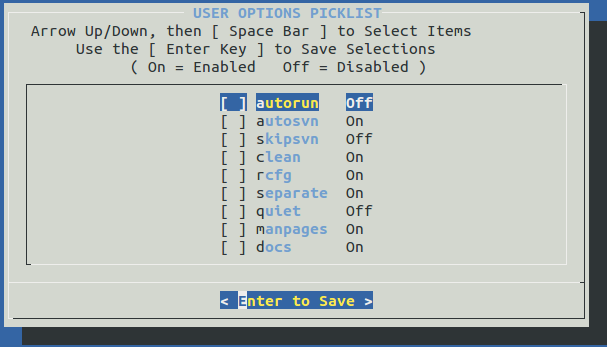 USER OPTIONS PICKLIST
Arrow Up/Down, then [ Space Bar ] to Select Items
Use the [ Enter Key ] to Save Selections
( On = Enabled   Off = Disabled )
[ ] autorun   Off
[ ] autosvn   On
[ ] skipsvn   Off
[ ] clean     On
[ ] rcfg      On
[ ] separate  On
[ ] quiet     Off
[ ] manpages  On
[ ] docs      On
< Enter to Save >